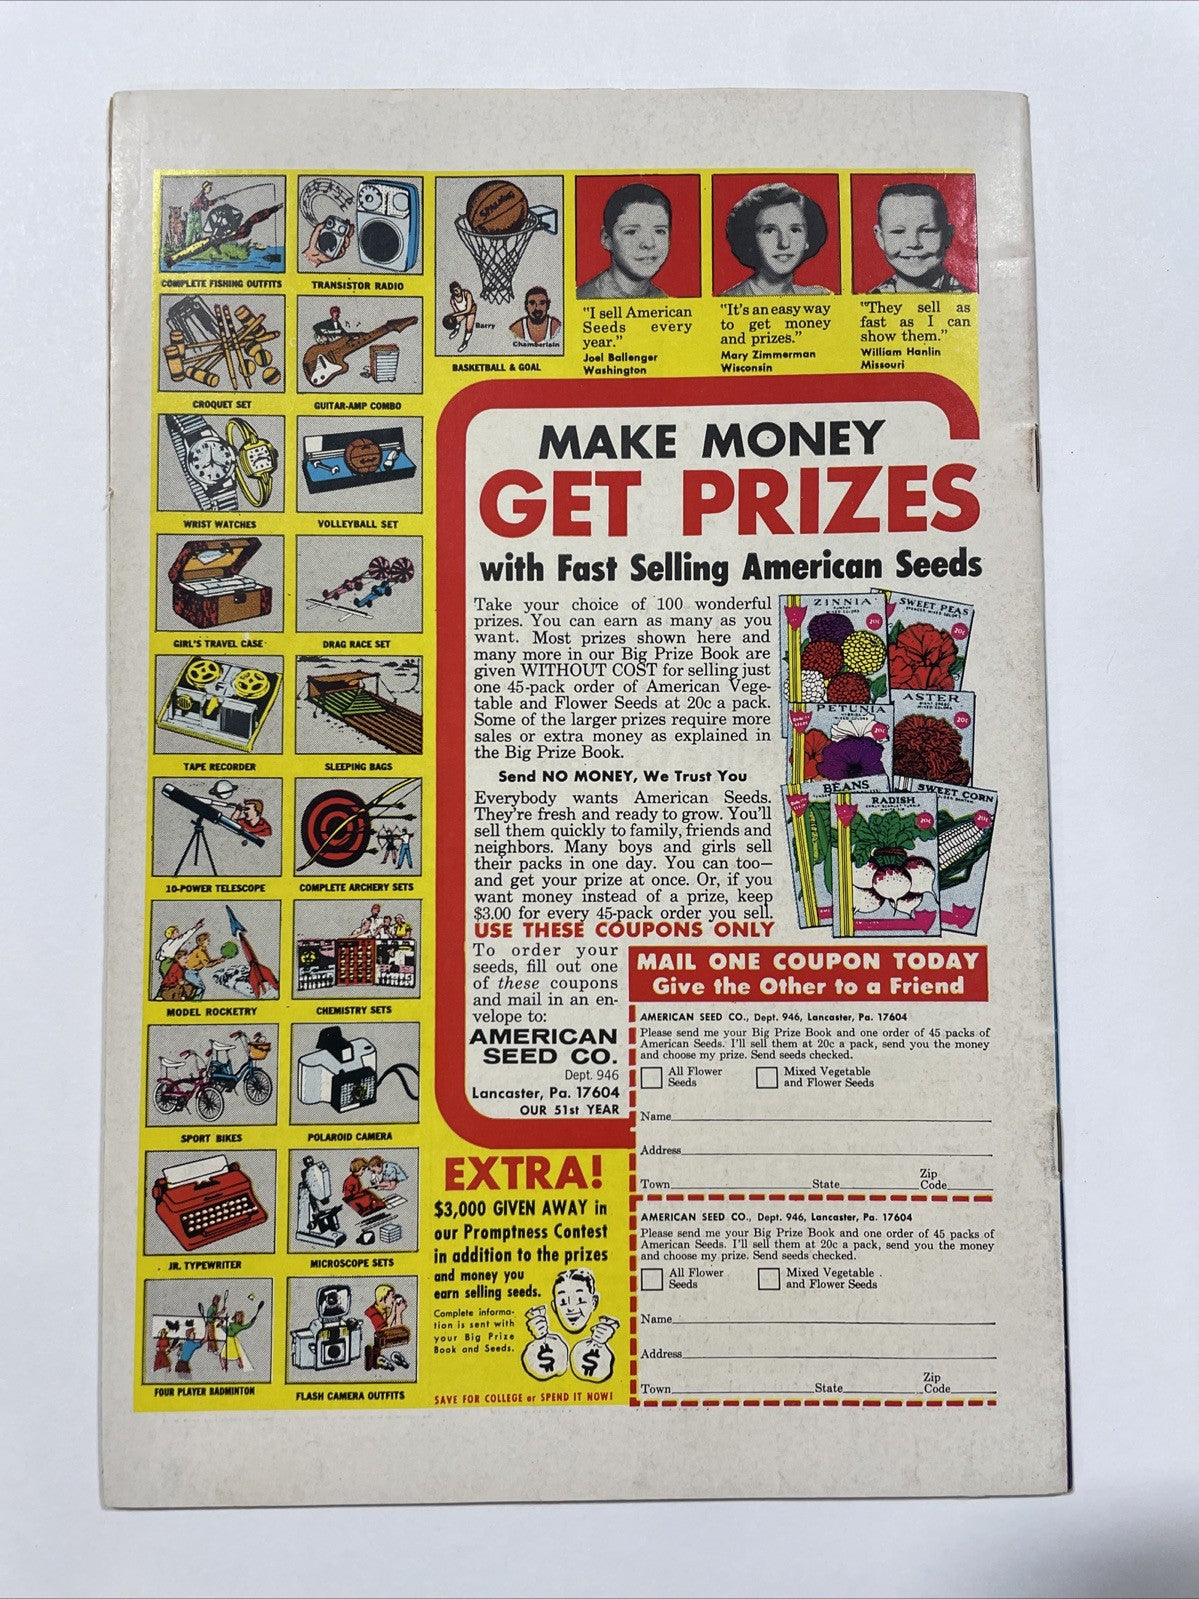 COMPLETE FISHING OUTFITS
TRANSISTOR RADIO
SPALDING
Barry
Chamberlain
BASKETBALL & GOAL
CROQUET SET
GUITAR-AMP COMBO
WRIST WATCHES
VOLLEYBALL SET
GIRL'S TRAVEL CASE
DRAG RACE SET
TAPE RECORDER
SLEEPING BAGS
10-POWER TELESCOPE
COMPLETE ARCHERY SETS
MODEL ROCKETRY
CHEMISTRY SETS
SPORT BIKES
POLAROID CAMERA
JR. TYPEWRITER
MICROSCOPE SETS
FOUR PLAYER BADMINTON
FLASH CAMERA OUTFITS
"I sell American
Seeds every
year."
Joel Ballenger
Washington
"It's an easy way
to get money
and prizes."
Mary Zimmerman
Wisconsin
"They sell as
fast as I can
show them."
William Hanlin
Missouri
MAKE MONEY
GET PRIZES
with Fast Selling American Seeds
Take your choice of 100 wonderful
prizes. You can earn as many as you
want. Most prizes shown here and
many more in our Big Prize Book are
given WITHOUT COST for selling just
one 45-pack order of American Vege-
table and Flower Seeds at 20c a pack.
Some of the larger prizes require more
sales or extra money as explained in
the Big Prize Book.
Send NO MONEY, We Trust You
Everybody wants American Seeds.
They're fresh and ready to grow. You'll
sell them quickly to family, friends and
neighbors. Many boys and girls sell
their packs in one day. You can too—
and get your prize at once. Or, if you
want money instead of a prize, keep
$3.00 for every 45-pack order you sell.
USE THESE COUPONS ONLY
ZINNIA
MIXED COLORS
20c
SWEET PEAS
20c
PETUNIA
MIXED COLORS
20c
ASTER
20c
BEANS
RADISH
20c
SWEET CORN
20c
To order your
seeds, fill out one
of these coupons
and mail in an en-
velope to:
AMERICAN
SEED CO.
Dept. 946
Lancaster, Pa. 17604
OUR 51st YEAR
MAIL ONE COUPON TODAY
Give the Other to a Friend
AMERICAN SEED CO., Dept. 946, Lancaster, Pa. 17604
Please send me your Big Prize Book and one order of 45 packs of
American Seeds. I'll sell them at 20c a pack, send you the money
and choose my prize. Send seeds checked.
All Flower
Seeds
Mixed Vegetable
and Flower Seeds
Name
Address
Town State Zip
Code
AMERICAN SEED CO., Dept. 946, Lancaster, Pa. 17604
Please send me your Big Prize Book and one order of 45 packs of
American Seeds. I'll sell them at 20c a pack, send you the money
and choose my prize. Send seeds checked.
All Flower
Seeds
Mixed Vegetable
and Flower Seeds
Name
Address
Town State Zip
Code
EXTRA!
$3,000 GIVEN AWAY in
our Promptness Contest
in addition to the prizes
and money you
earn selling seeds.
Complete informa-
tion is sent with
your Big Prize
Book and Seeds.
$ $
SAVE FOR COLLEGE or SPEND IT NOW!